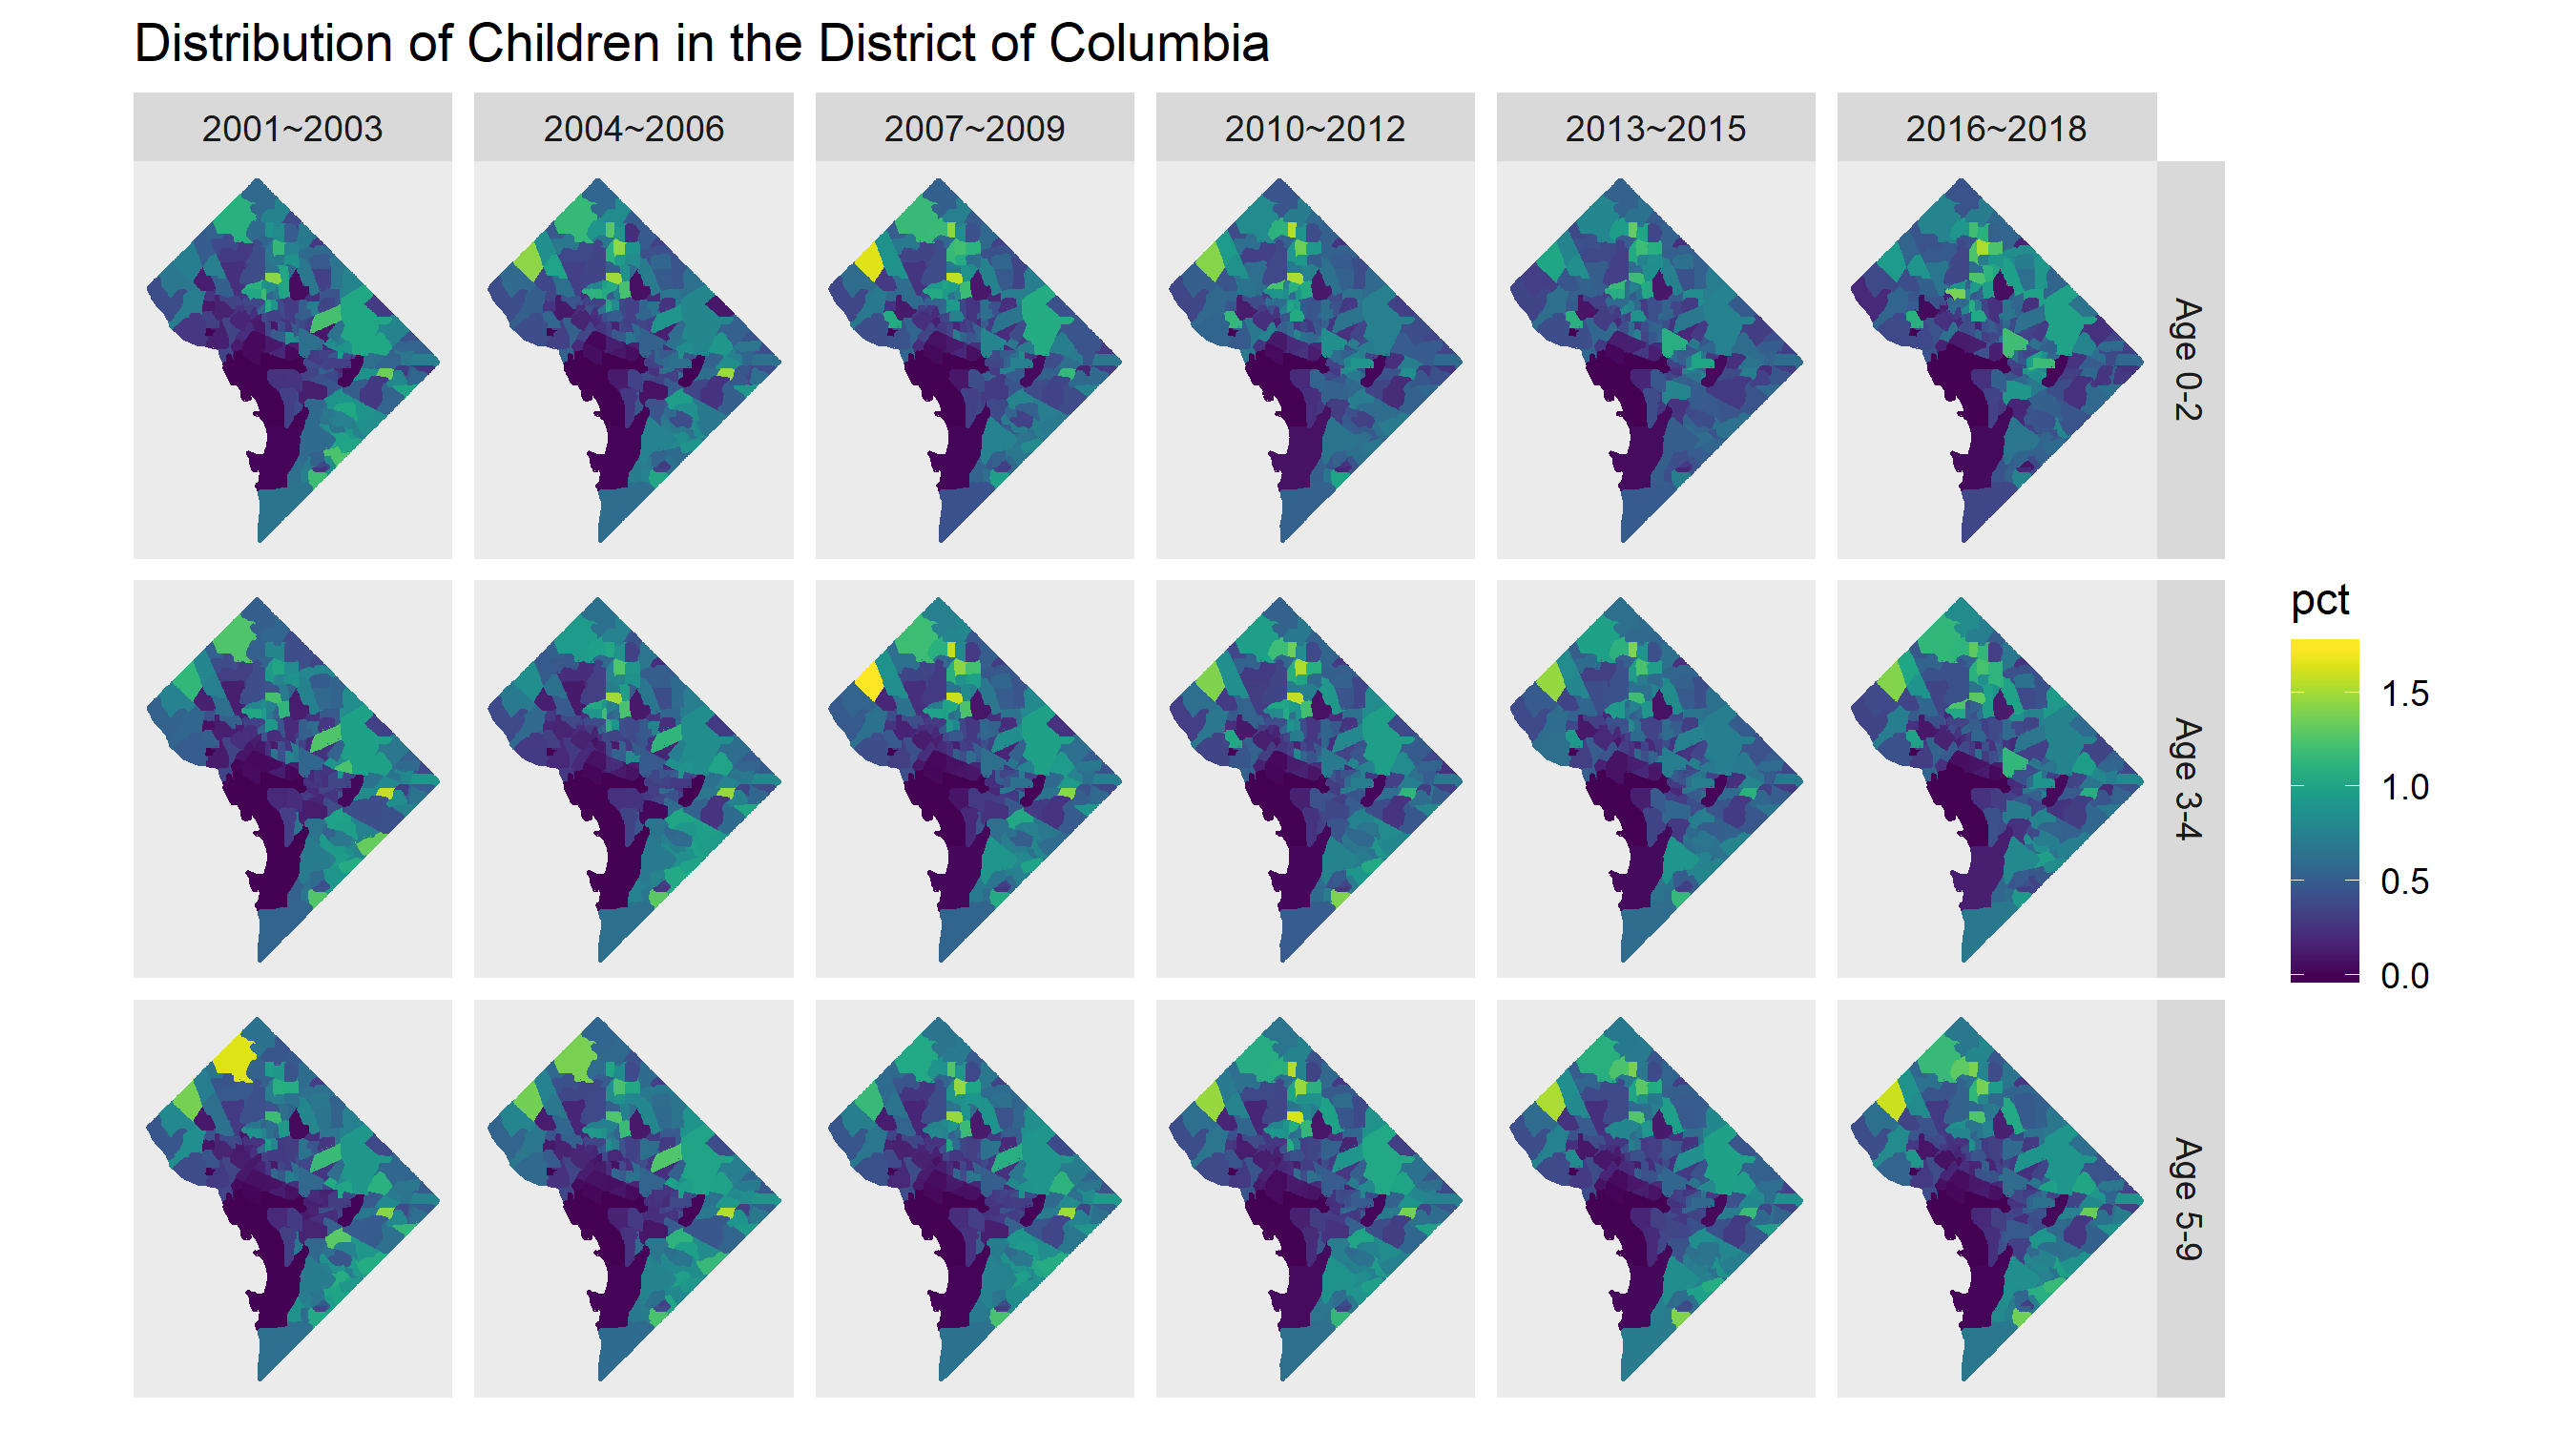 Distribution of Children in the District of Columbia
2001~2003
2004~2006
2007~2009
2010~2012
2013~2015
2016~2018
Age 0-2
Age 3-4
Age 5-9
pct
1.5
1.0
0.5
0.0